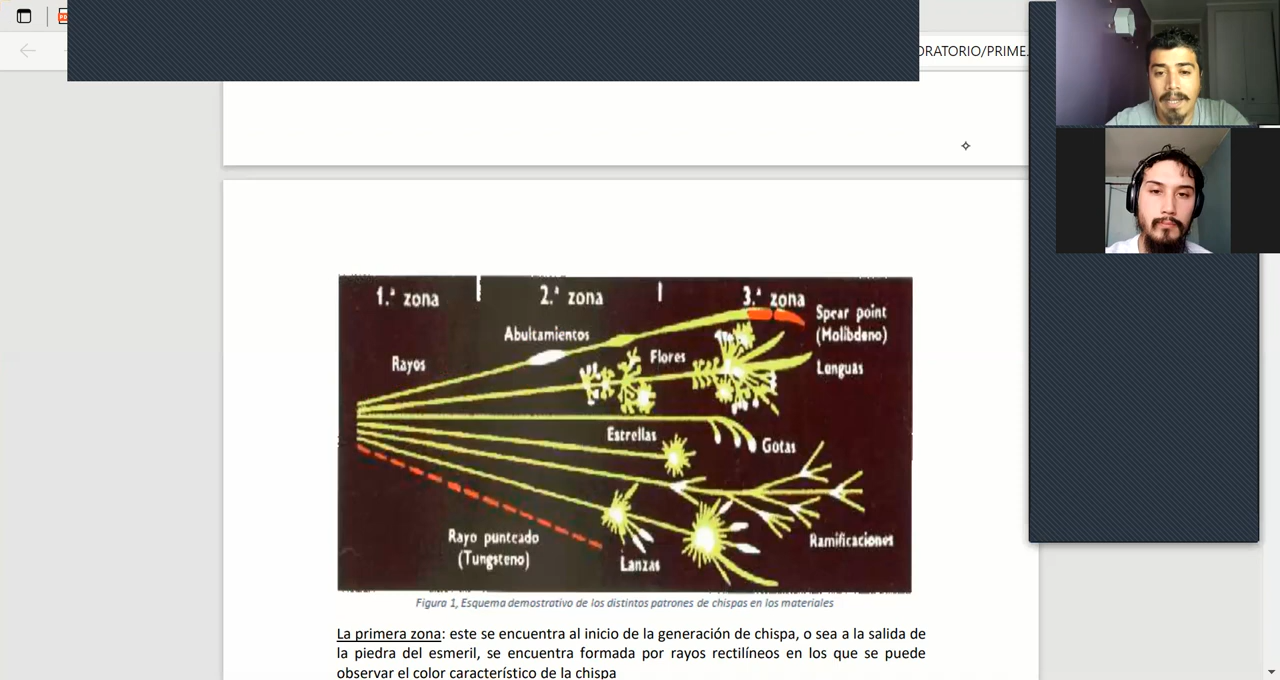 ORATORIO/PRIME.
1.ª zona
2.ª zona
3.ª zona
Spear point
(Molibdeno)
Abultamientos
Rayos
Flores
Lenguas
Estrellas
Gotas
Rayo punteado
(Tungsteno)
Lanzas
Ramificaciones
Figura 1, Esquema demostrativo de los distintos patrones de chispas en los materiales
La primera zona: este se encuentra al inicio de la generación de chispa, o sea a la salida de
la piedra del esmeril, se encuentra formada por rayos rectilíneos en los que se puede
observar el color característico de la chispa